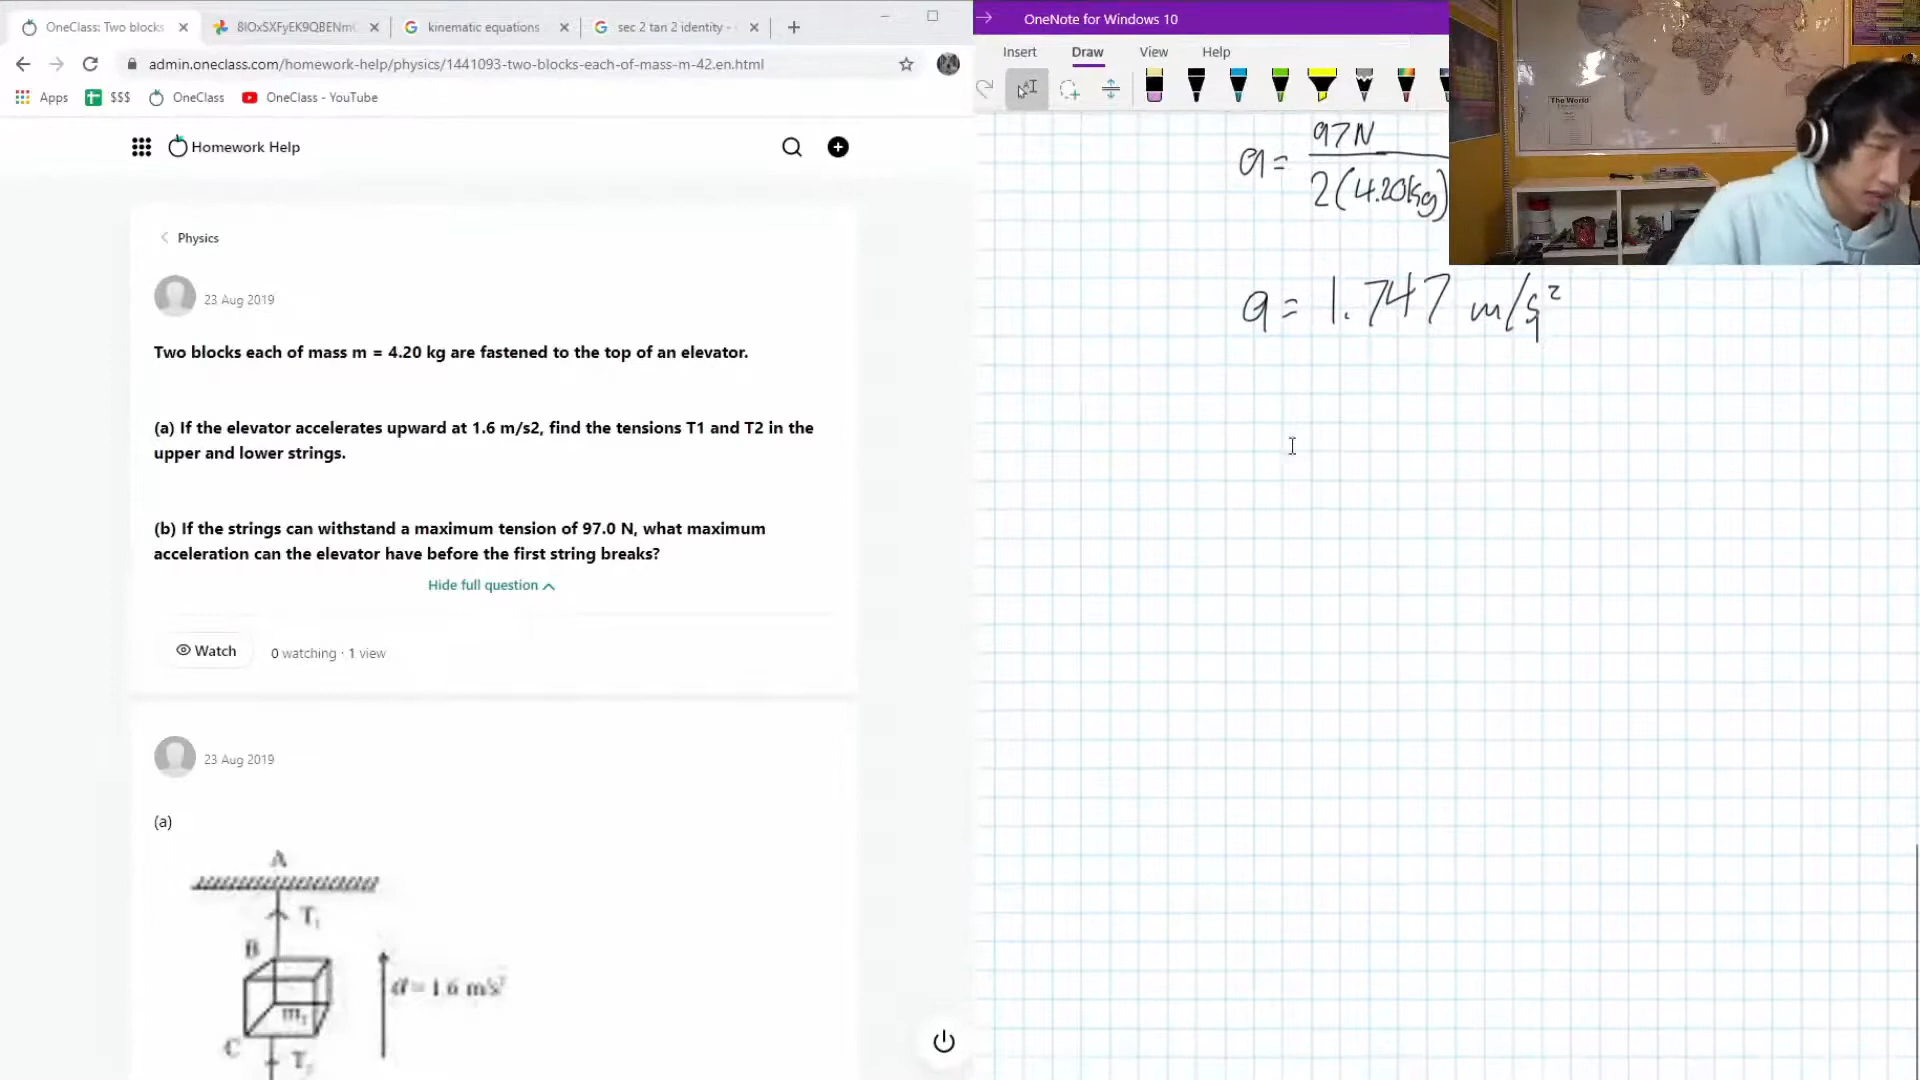 OneClass: Two blocks
8IOxSXFyEK9QBENm
kinematic equations
sec 2 tan 2 identity -
admin.oneclass.com/homework-help/physics/1441093-two-blocks-each-of-mass-m-42.en.html
Apps
$$$
OneClass
OneClass - YouTube
Homework Help
Physics
23 Aug 2019
Two blocks each of mass m = 4.20 kg are fastened to the top of an elevator.
(a) If the elevator accelerates upward at 1.6 m/s2, find the tensions T1 and T2 in the
upper and lower strings.
(b) If the strings can withstand a maximum tension of 97.0 N, what maximum
acceleration can the elevator have before the first string breaks?
Hide full question
Watch
0 watching · 1 view
23 Aug 2019
(a)
A
T₁
B
a = 1.6 m/s²
m₁
C
T₂
OneNote for Windows 10
Insert
Draw
View
Help
The World
a = 97N / 2(4.20kg)
a = 1.747 m/s²